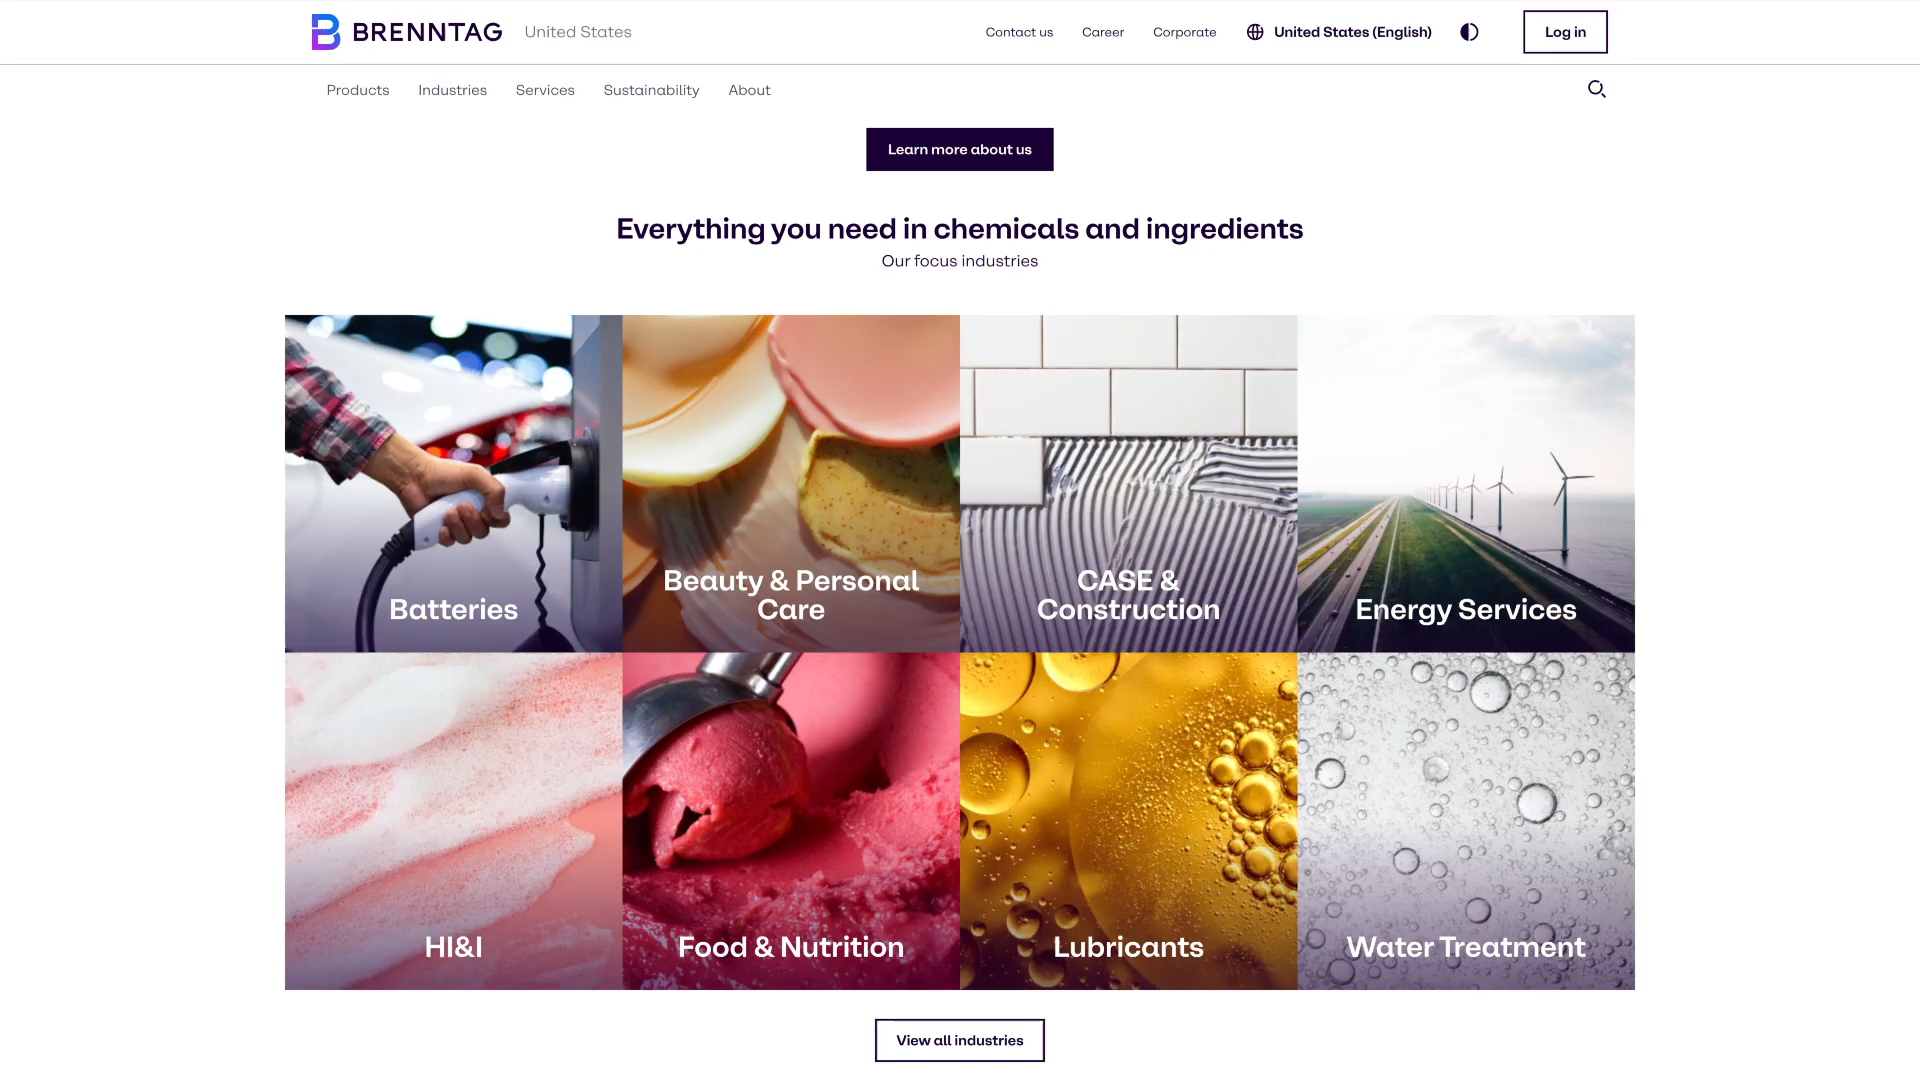 BRENNTAG United States
Contact us Career Corporate United States (English) Log in
Products Industries Services Sustainability About
Learn more about us
Everything you need in chemicals and ingredients
Our focus industries
Batteries
Beauty & Personal
Care
CASE &
Construction
Energy Services
HI&I
Food & Nutrition
Lubricants
Water Treatment
View all industries